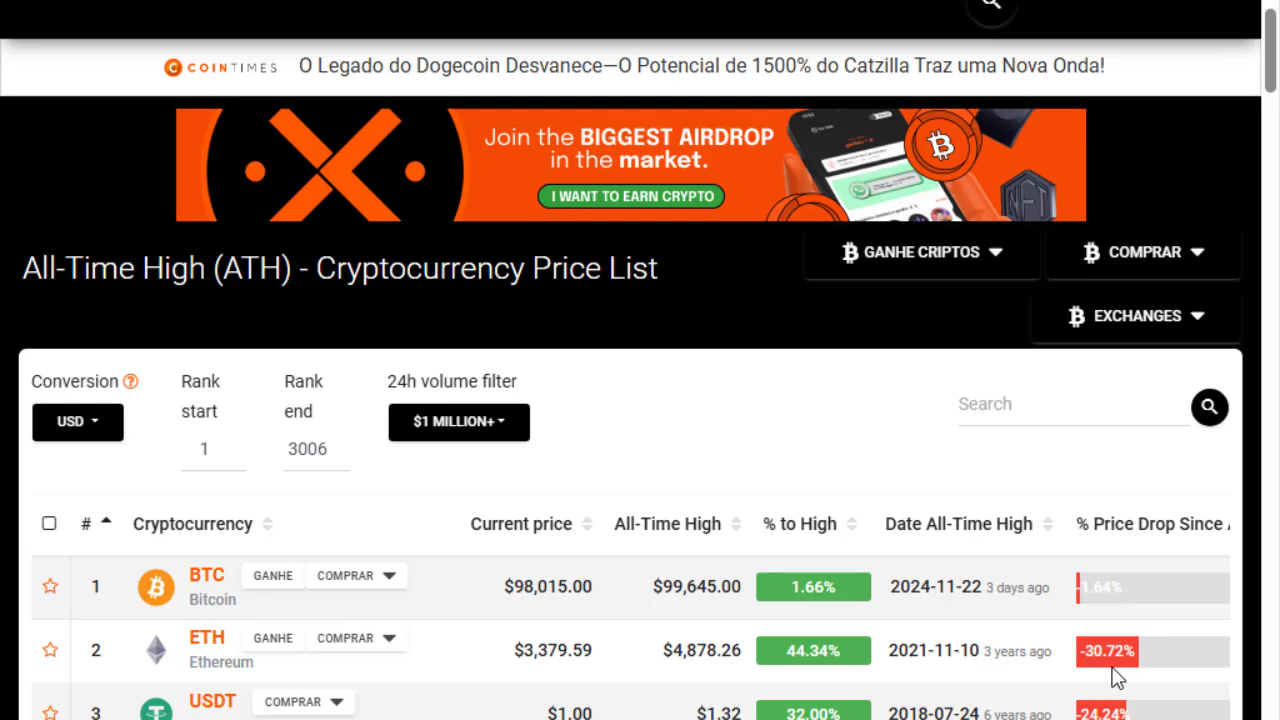 COINTIMES O Legado do Dogecoin Desvanece—O Potencial de 1500% do Catzilla Traz uma Nova Onda!
Join the BIGGEST AIRDROP
in the market.
I WANT TO EARN CRYPTO
NFT
All-Time High (ATH) - Cryptocurrency Price List
GANHE CRIPTOS
COMPRAR
EXCHANGES
Conversion ? Rank start Rank end 24h volume filter
USD 1 3006 $1 MILLION+ Search
# Cryptocurrency Current price All-Time High % to High Date All-Time High % Price Drop Since
1 BTC GANHE COMPRAR $98,015.00 $99,645.00 1.66% 2024-11-22 3 days ago -1.64%
Bitcoin
2 ETH GANHE COMPRAR $3,379.59 $4,878.26 44.34% 2021-11-10 3 years ago -30.72%
Ethereum
3 USDT COMPRAR $1.00 $1.32 32.00% 2018-07-24 6 years ago -24.24%